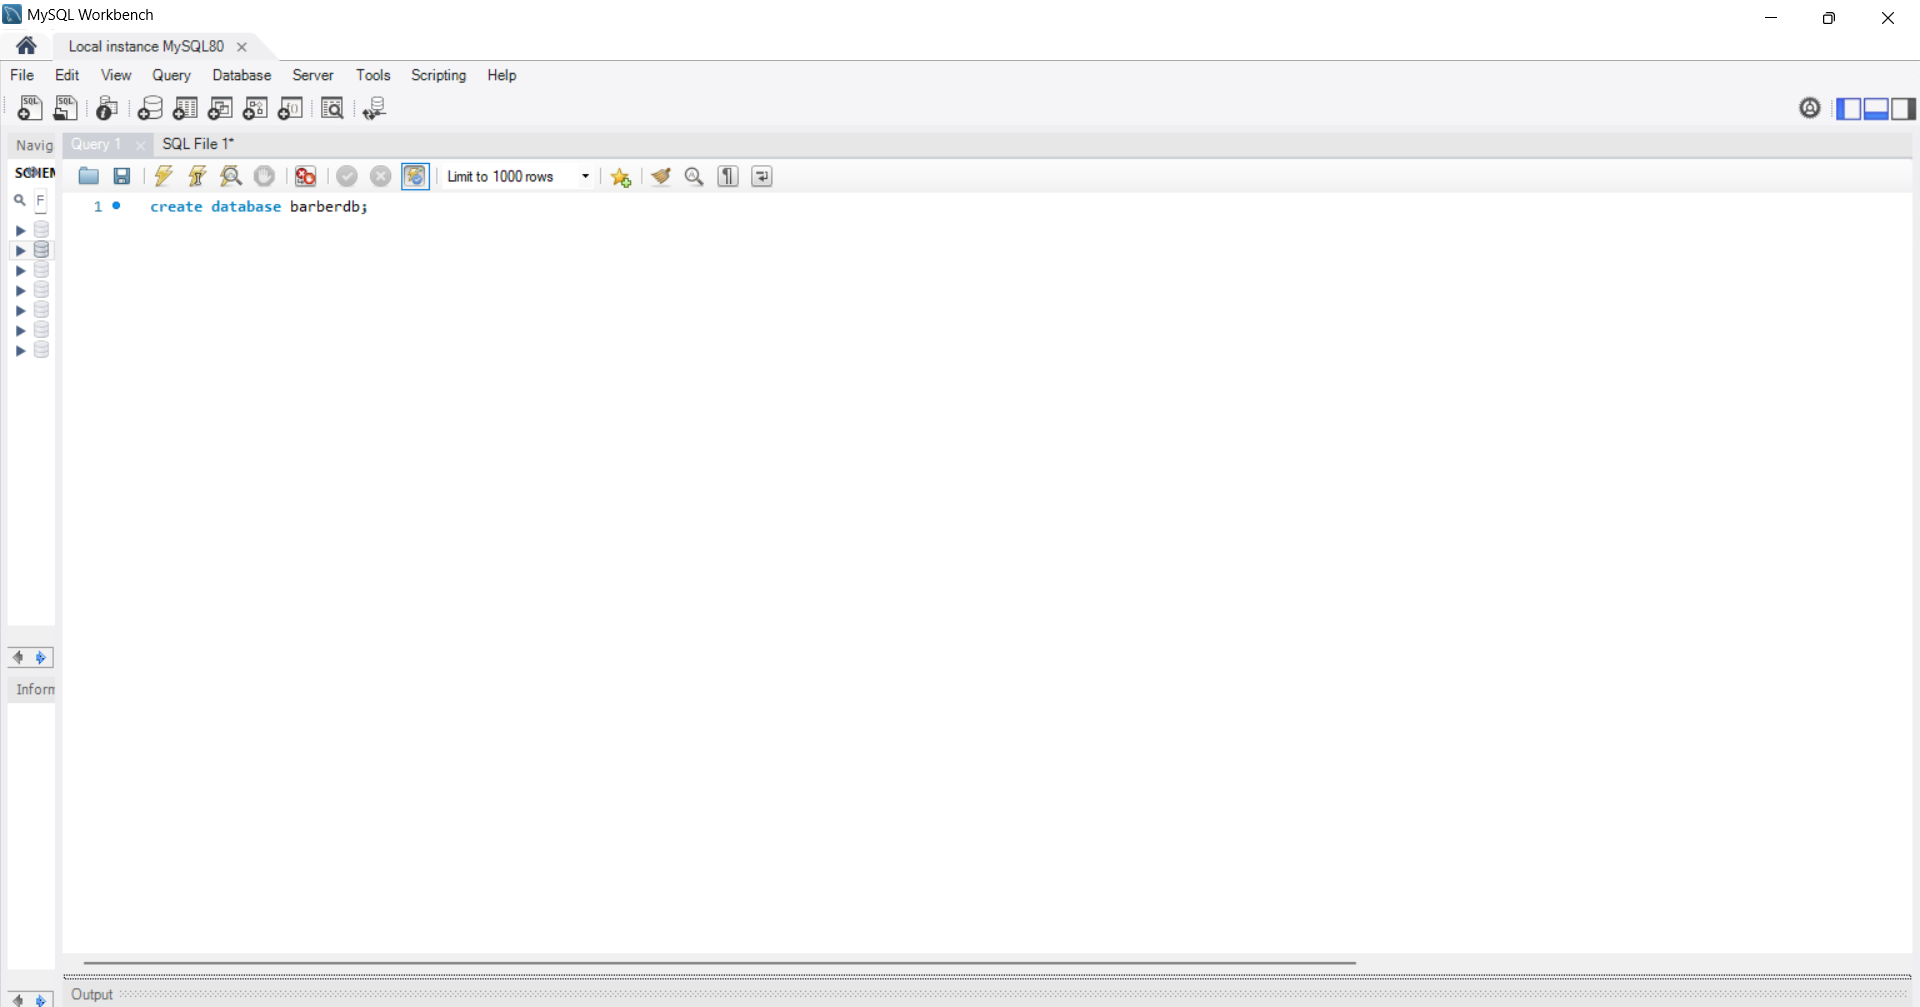 MySQL Workbench
Local instance MySQL80
File Edit View Query Database Server Tools Scripting Help
Navig
Query 1
SQL File 1*
SCHEM
Limit to 1000 rows
F
1
create database barberdb;
Inform
Output